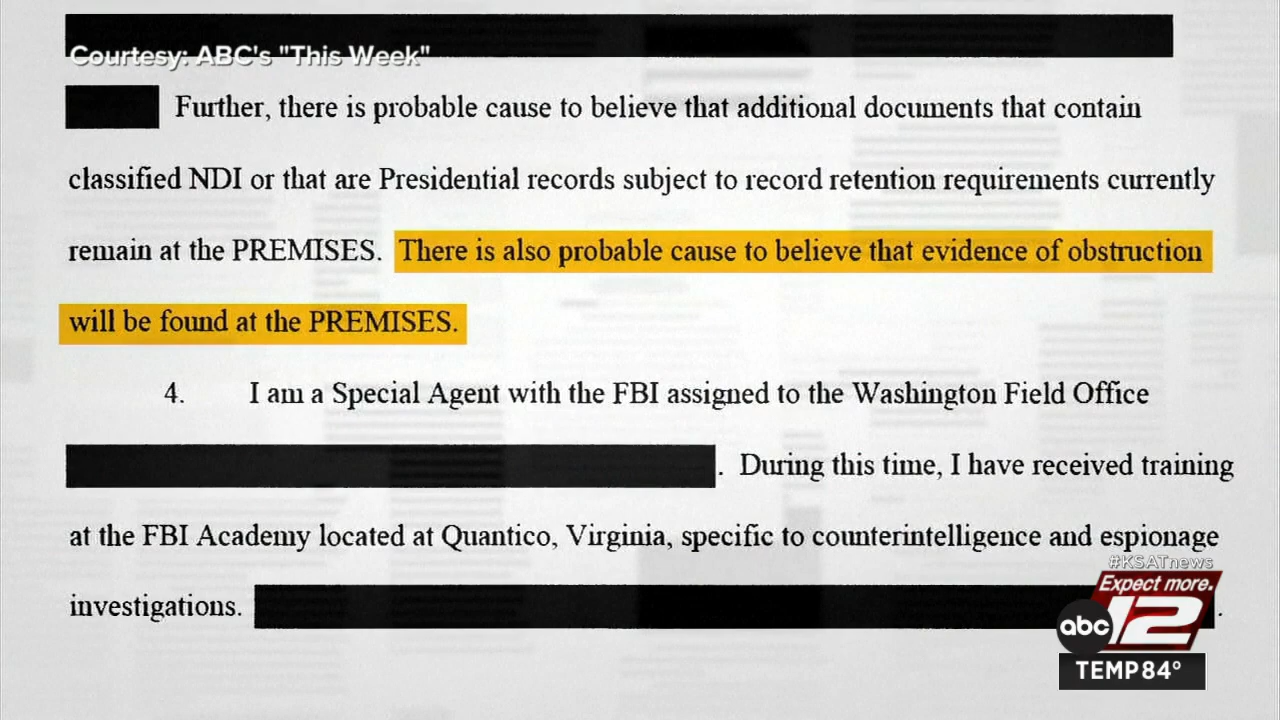 Courtesy: ABC's "This Week"
Further, there is probable cause to believe that additional documents that contain
classified NDI or that are Presidential records subject to record retention requirements currently
remain at the PREMISES. There is also probable cause to believe that evidence of obstruction
will be found at the PREMISES.
4. I am a Special Agent with the FBI assigned to the Washington Field Office
. During this time, I have received training
at the FBI Academy located at Quantico, Virginia, specific to counterintelligence and espionage
investigations. .
#KSATnews
Expect more.
abc 12
TEMP 84°